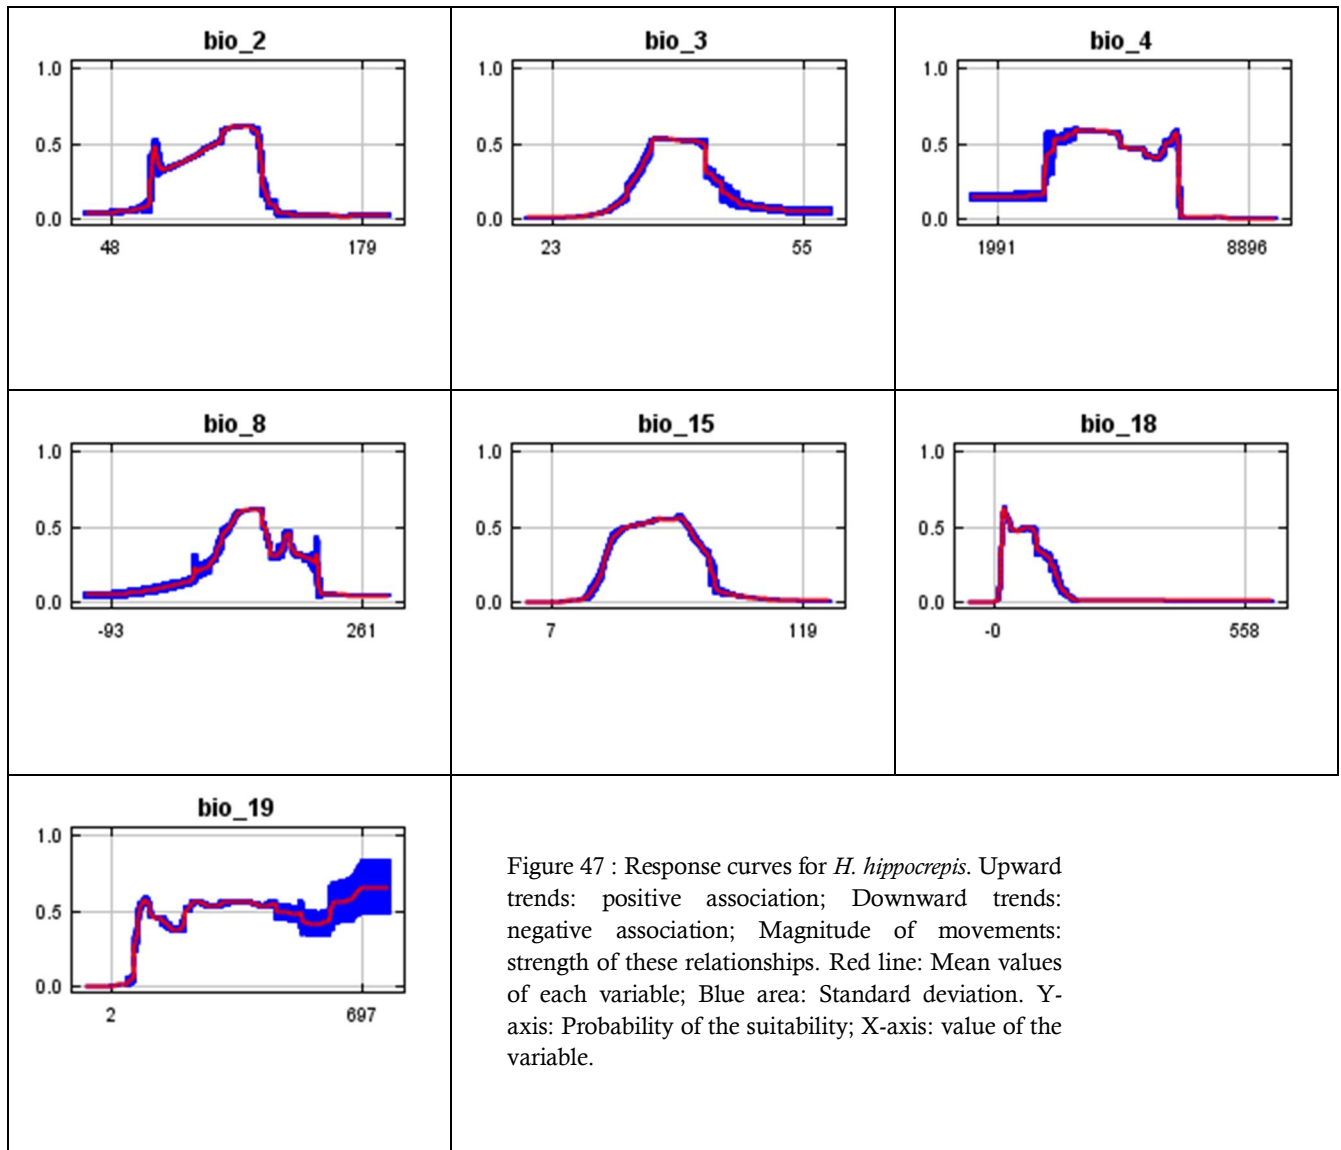 bio_2
1.0
0.5
0.0
48 179
bio_3
1.0
0.5
0.0
23 55
bio_4
1.0
0.5
0.0
1991 8896
bio_8
1.0
0.5
0.0
-93 261
bio_15
1.0
0.5
0.0
7 119
bio_18
1.0
0.5
0.0
-0 558
bio_19
1.0
0.5
0.0
2 697
Figure 47 : Response curves for H. hippocrepis. Upward
trends: positive association; Downward trends:
negative association; Magnitude of movements:
strength of these relationships. Red line: Mean values
of each variable; Blue area: Standard deviation. Y-
axis: Probability of the suitability; X-axis: value of the
variable.